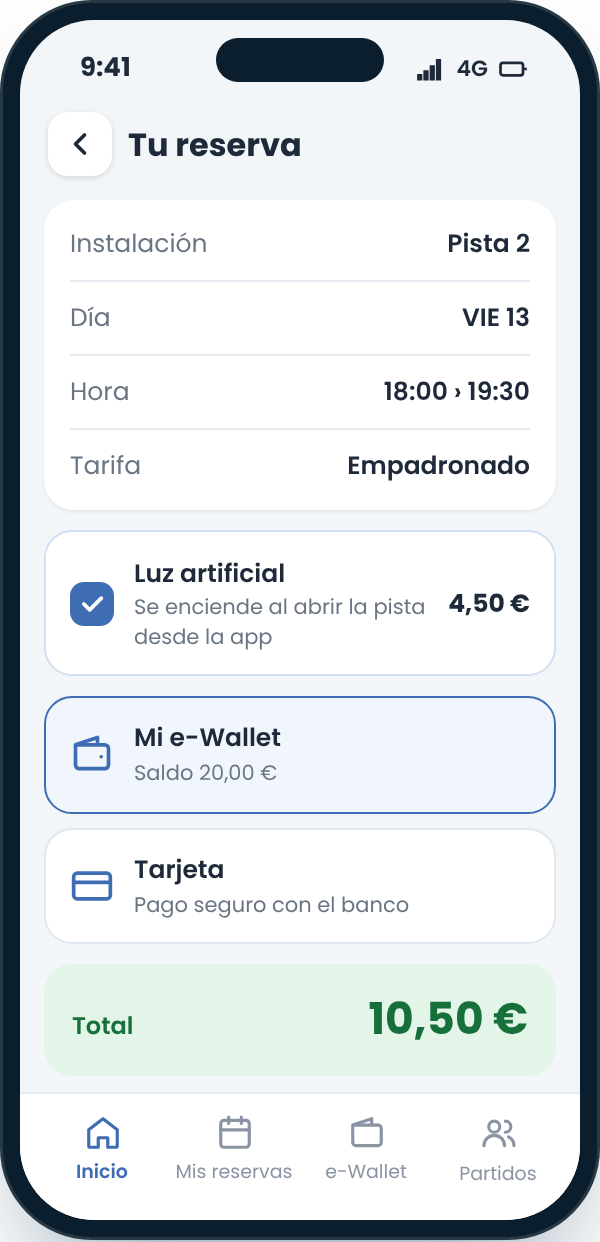 9:41
4G
Tu reserva
Instalación Pista 2
Día VIE 13
Hora 18:00 › 19:30
Tarifa Empadronado
Luz artificial
Se enciende al abrir la pista
desde la app
4,50 €
Mi e-Wallet
Saldo 20,00 €
Tarjeta
Pago seguro con el banco
Total 10,50 €
Inicio Mis reservas e-Wallet Partidos